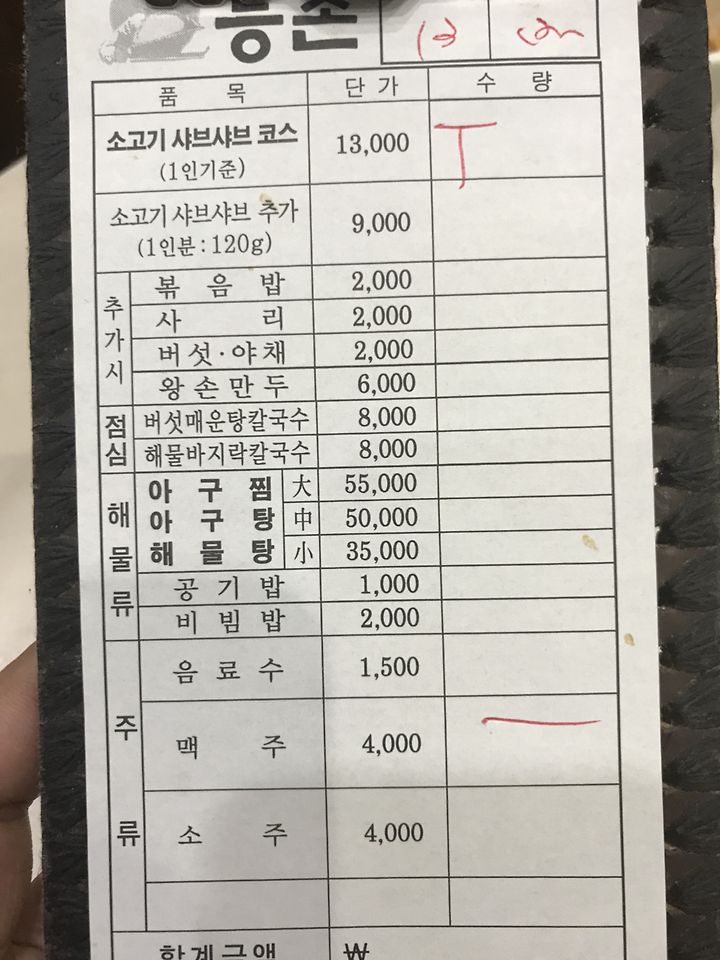 등촌
품 목 단 가 수 량
소고기 샤브샤브 코스 13,000
(1인기준)
소고기 샤브샤브 추가 9,000
(1인분 : 120g)
추가시
볶 음 밥 2,000
사 리 2,000
버섯·야채 2,000
왕손만두 6,000
점심
버섯매운탕칼국수 8,000
해물바지락칼국수 8,000
해물류
아 구 찜 大 55,000
아 구 탕 中 50,000
해 물 탕 小 35,000
공 기 밥 1,000
비 빔 밥 2,000
주류
음 료 수 1,500
맥 주 4,000
소 주 4,000
합계금액 ₩